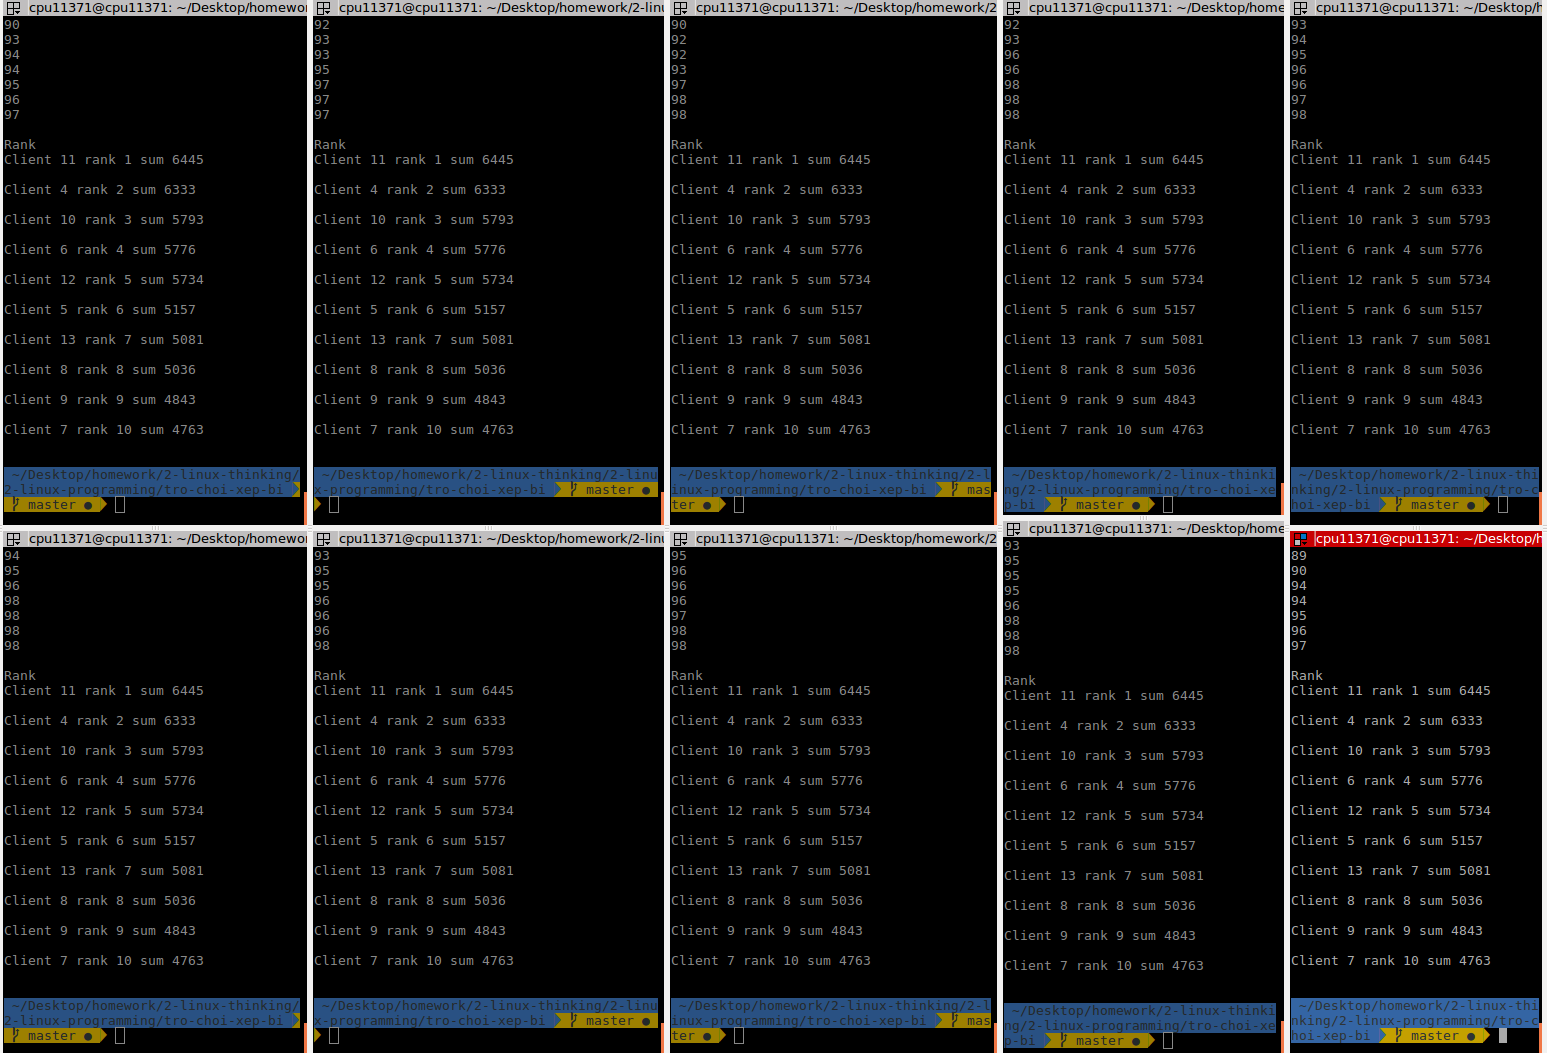 cpu11371@cpu11371: ~/Desktop/homewor
90
93
94
94
95
96
97
Rank
Client 11 rank 1 sum 6445
Client 4 rank 2 sum 6333
Client 10 rank 3 sum 5793
Client 6 rank 4 sum 5776
Client 12 rank 5 sum 5734
Client 5 rank 6 sum 5157
Client 13 rank 7 sum 5081
Client 8 rank 8 sum 5036
Client 9 rank 9 sum 4843
Client 7 rank 10 sum 4763
~/Desktop/homework/2-linux-thinking/
2-linux-programming/tro-choi-xep-bi
master ●
cpu11371@cpu11371: ~/Desktop/homework/2-linu
92
93
93
95
97
97
97
Rank
Client 11 rank 1 sum 6445
Client 4 rank 2 sum 6333
Client 10 rank 3 sum 5793
Client 6 rank 4 sum 5776
Client 12 rank 5 sum 5734
Client 5 rank 6 sum 5157
Client 13 rank 7 sum 5081
Client 8 rank 8 sum 5036
Client 9 rank 9 sum 4843
Client 7 rank 10 sum 4763
~/Desktop/homework/2-linux-thinking/2-linu
x-programming/tro-choi-xep-bi master ●
cpu11371@cpu11371: ~/Desktop/homework/2
90
92
92
93
97
98
98
Rank
Client 11 rank 1 sum 6445
Client 4 rank 2 sum 6333
Client 10 rank 3 sum 5793
Client 6 rank 4 sum 5776
Client 12 rank 5 sum 5734
Client 5 rank 6 sum 5157
Client 13 rank 7 sum 5081
Client 8 rank 8 sum 5036
Client 9 rank 9 sum 4843
Client 7 rank 10 sum 4763
~/Desktop/homework/2-linux-thinking/2-l
inux-programming/tro-choi-xep-bi mas
ter ●
cpu11371@cpu11371: ~/Desktop/home
92
93
96
96
98
98
98
Rank
Client 11 rank 1 sum 6445
Client 4 rank 2 sum 6333
Client 10 rank 3 sum 5793
Client 6 rank 4 sum 5776
Client 12 rank 5 sum 5734
Client 5 rank 6 sum 5157
Client 13 rank 7 sum 5081
Client 8 rank 8 sum 5036
Client 9 rank 9 sum 4843
Client 7 rank 10 sum 4763
~/Desktop/homework/2-linux-thinki
ng/2-linux-programming/tro-choi-xe
p-bi master ●
cpu11371@cpu11371: ~/Desktop/h
93
94
95
96
96
97
98
Rank
Client 11 rank 1 sum 6445
Client 4 rank 2 sum 6333
Client 10 rank 3 sum 5793
Client 6 rank 4 sum 5776
Client 12 rank 5 sum 5734
Client 5 rank 6 sum 5157
Client 13 rank 7 sum 5081
Client 8 rank 8 sum 5036
Client 9 rank 9 sum 4843
Client 7 rank 10 sum 4763
~/Desktop/homework/2-linux-thi
nking/2-linux-programming/tro-c
hoi-xep-bi master ●
cpu11371@cpu11371: ~/Desktop/homewor
94
95
96
98
98
98
98
Rank
Client 11 rank 1 sum 6445
Client 4 rank 2 sum 6333
Client 10 rank 3 sum 5793
Client 6 rank 4 sum 5776
Client 12 rank 5 sum 5734
Client 5 rank 6 sum 5157
Client 13 rank 7 sum 5081
Client 8 rank 8 sum 5036
Client 9 rank 9 sum 4843
Client 7 rank 10 sum 4763
~/Desktop/homework/2-linux-thinking/
2-linux-programming/tro-choi-xep-bi
master ●
cpu11371@cpu11371: ~/Desktop/homework/2-linu
93
95
95
96
96
96
98
Rank
Client 11 rank 1 sum 6445
Client 4 rank 2 sum 6333
Client 10 rank 3 sum 5793
Client 6 rank 4 sum 5776
Client 12 rank 5 sum 5734
Client 5 rank 6 sum 5157
Client 13 rank 7 sum 5081
Client 8 rank 8 sum 5036
Client 9 rank 9 sum 4843
Client 7 rank 10 sum 4763
~/Desktop/homework/2-linux-thinking/2-linu
x-programming/tro-choi-xep-bi master ●
cpu11371@cpu11371: ~/Desktop/homework/2
95
96
96
96
97
98
98
Rank
Client 11 rank 1 sum 6445
Client 4 rank 2 sum 6333
Client 10 rank 3 sum 5793
Client 6 rank 4 sum 5776
Client 12 rank 5 sum 5734
Client 5 rank 6 sum 5157
Client 13 rank 7 sum 5081
Client 8 rank 8 sum 5036
Client 9 rank 9 sum 4843
Client 7 rank 10 sum 4763
~/Desktop/homework/2-linux-thinking/2-l
inux-programming/tro-choi-xep-bi mas
ter ●
cpu11371@cpu11371: ~/Desktop/home
93
95
95
95
96
98
98
98
Rank
Client 11 rank 1 sum 6445
Client 4 rank 2 sum 6333
Client 10 rank 3 sum 5793
Client 6 rank 4 sum 5776
Client 12 rank 5 sum 5734
Client 5 rank 6 sum 5157
Client 13 rank 7 sum 5081
Client 8 rank 8 sum 5036
Client 9 rank 9 sum 4843
Client 7 rank 10 sum 4763
~/Desktop/homework/2-linux-thinki
ng/2-linux-programming/tro-choi-xe
p-bi master ●
cpu11371@cpu11371: ~/Desktop/h
89
90
94
94
95
96
97
Rank
Client 11 rank 1 sum 6445
Client 4 rank 2 sum 6333
Client 10 rank 3 sum 5793
Client 6 rank 4 sum 5776
Client 12 rank 5 sum 5734
Client 5 rank 6 sum 5157
Client 13 rank 7 sum 5081
Client 8 rank 8 sum 5036
Client 9 rank 9 sum 4843
Client 7 rank 10 sum 4763
~/Desktop/homework/2-linux-thi
nking/2-linux-programming/tro-c
hoi-xep-bi master ●